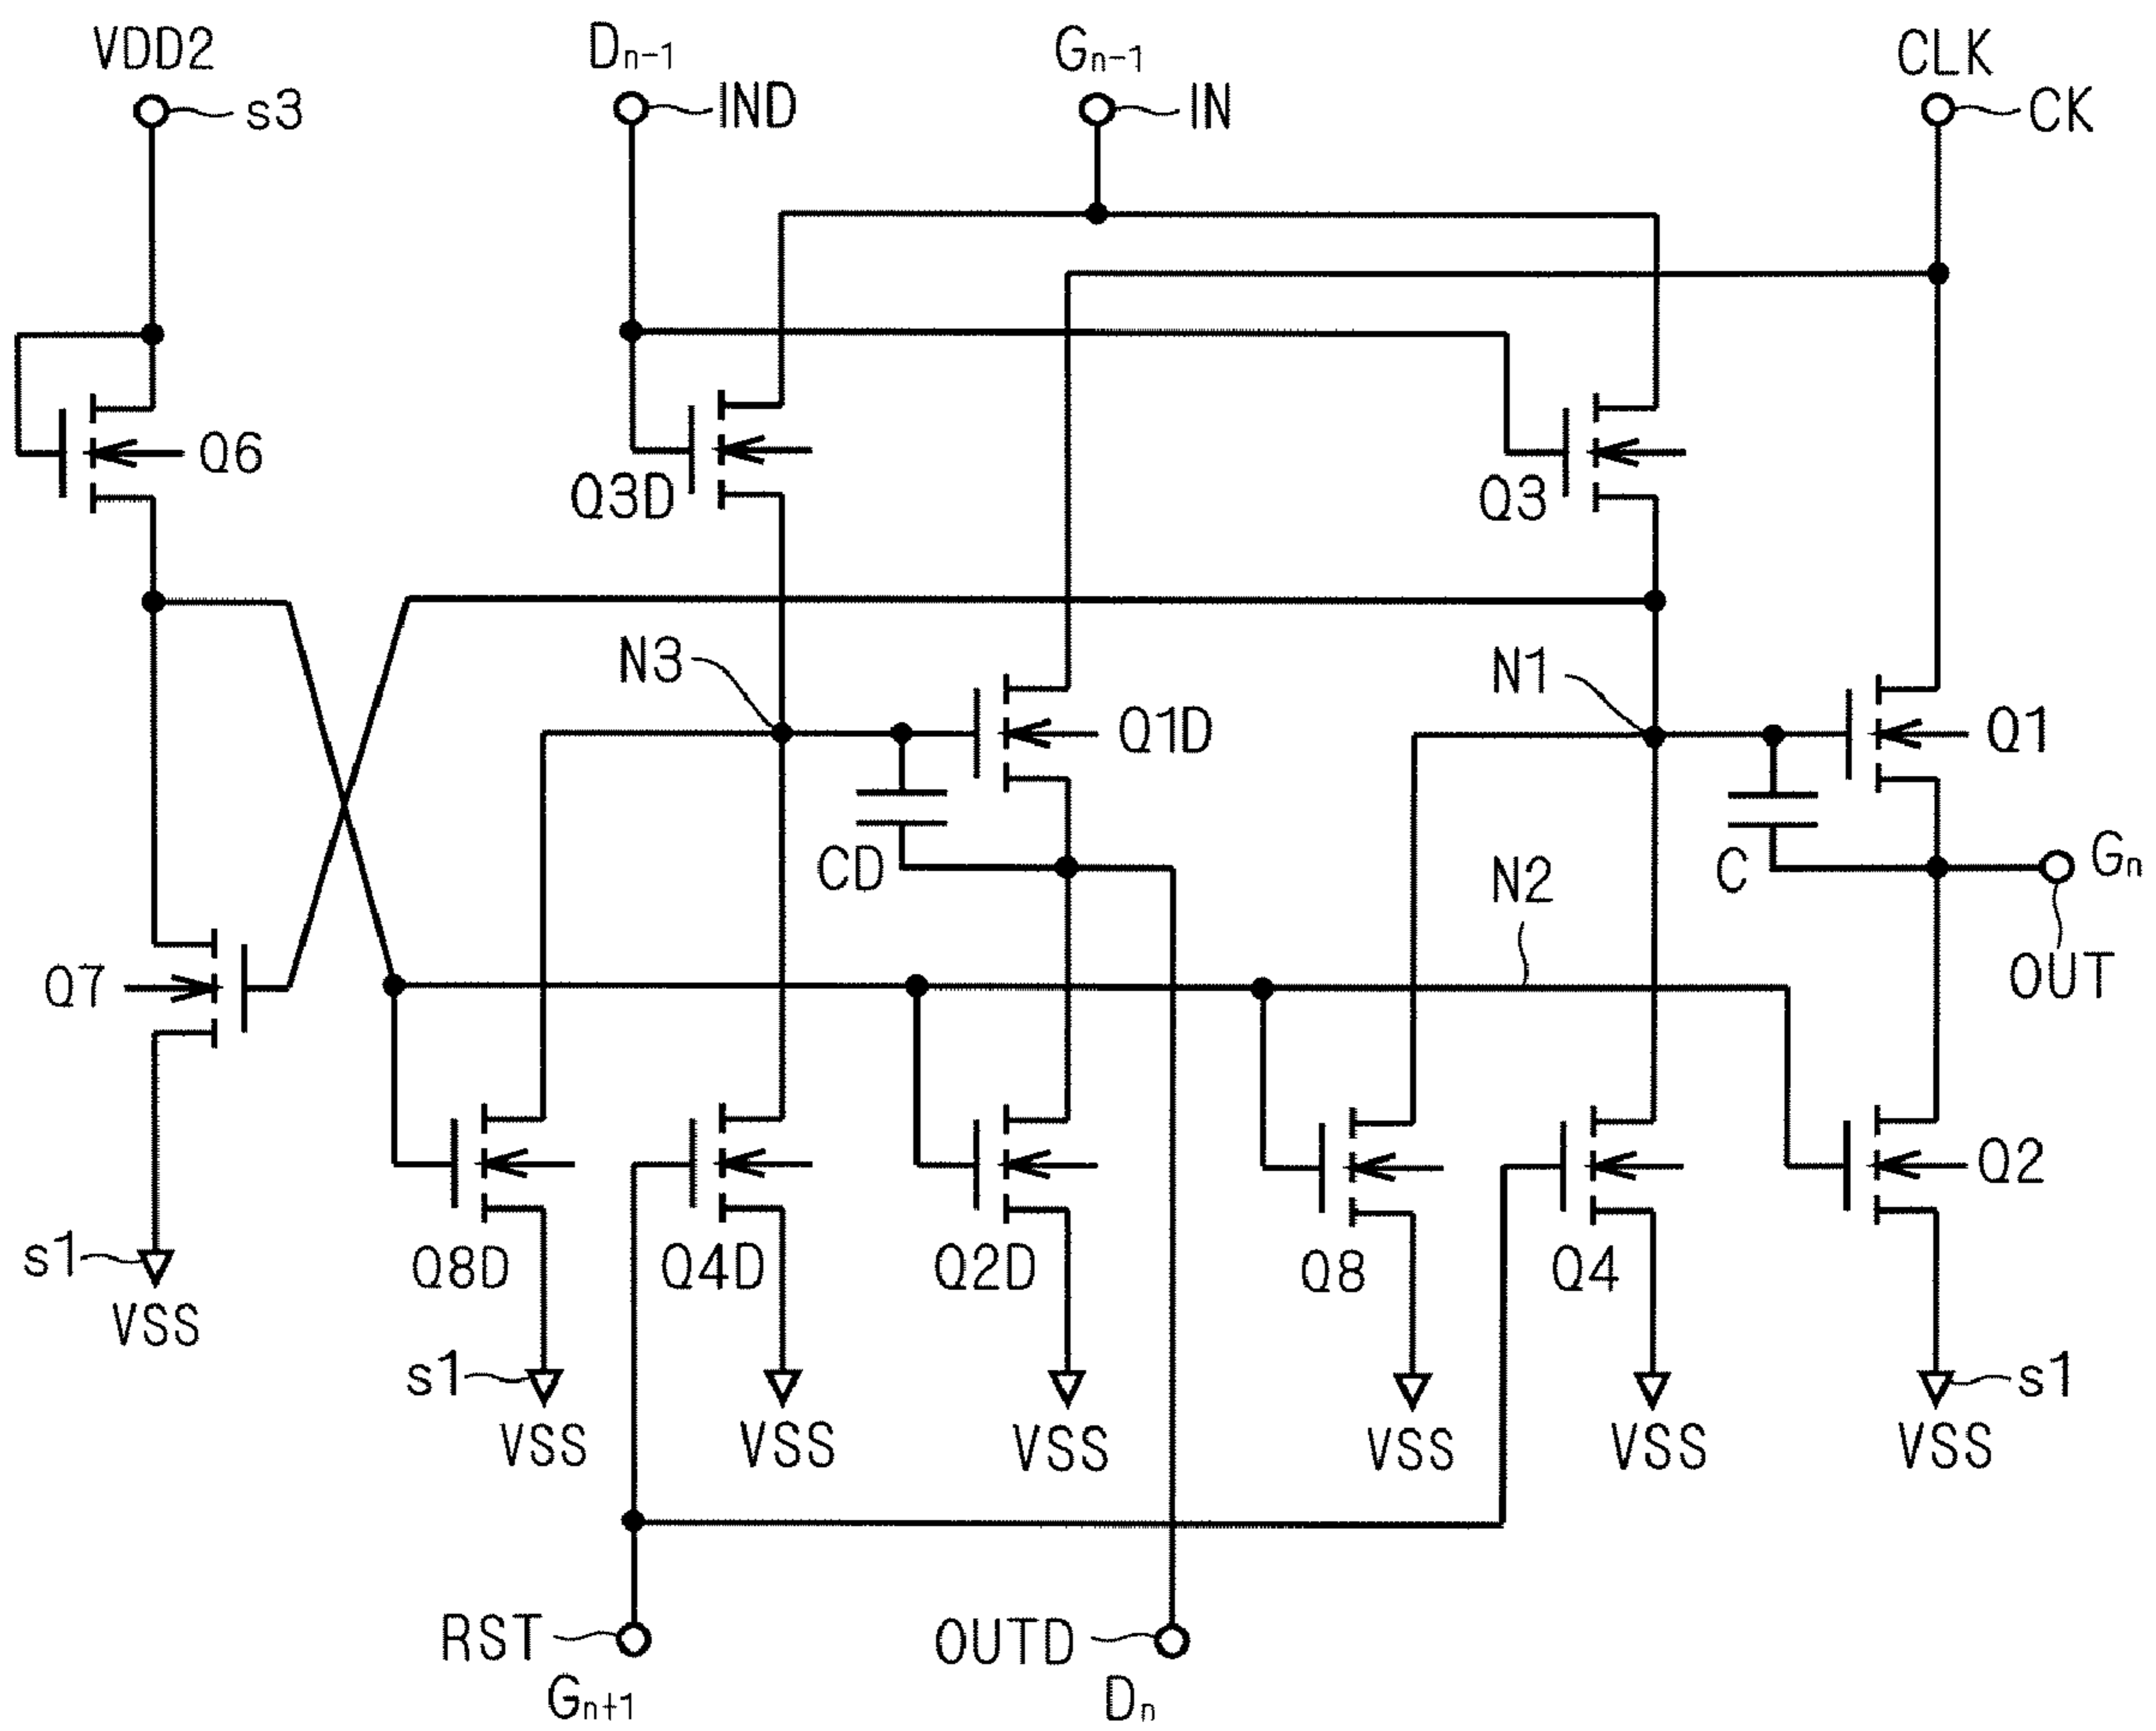 VDD2
s3
Dn-1
IND
Gn-1
IN
CLK
CK
Q6
Q3D
Q3
N3
N1
Q1D
Q1
CD
C
Gn
N2
OUT
Q7
Q2
s1
VSS
Q8D
Q4D
Q2D
Q8
Q4
s1
VSS
VSS
VSS
VSS
VSS
s1
VSS
RST
Gn+1
OUTD
Dn